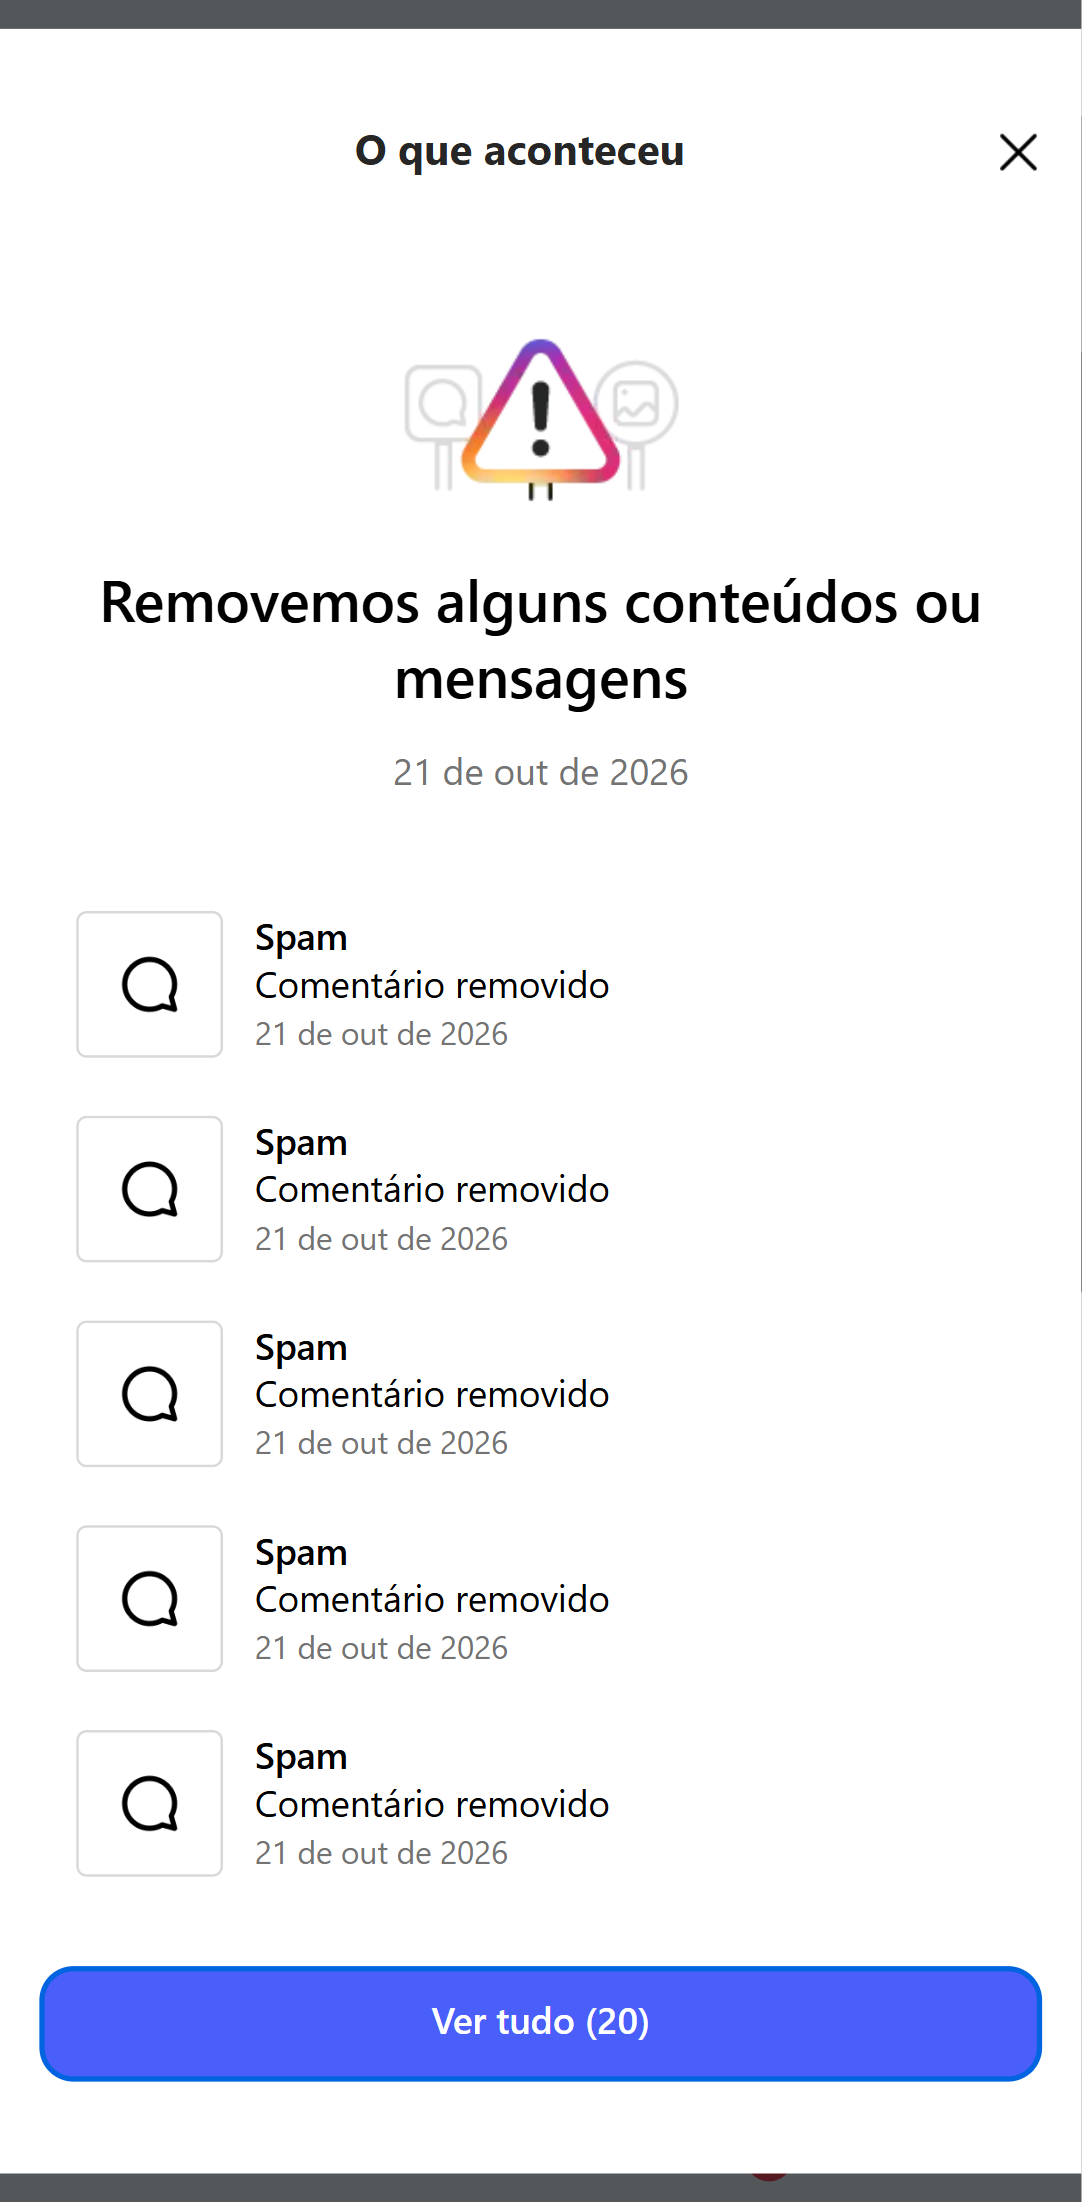 O que aconteceu
Removemos alguns conteúdos ou
mensagens
21 de out de 2026
Spam
Comentário removido
21 de out de 2026
Spam
Comentário removido
21 de out de 2026
Spam
Comentário removido
21 de out de 2026
Spam
Comentário removido
21 de out de 2026
Spam
Comentário removido
21 de out de 2026
Ver tudo (20)